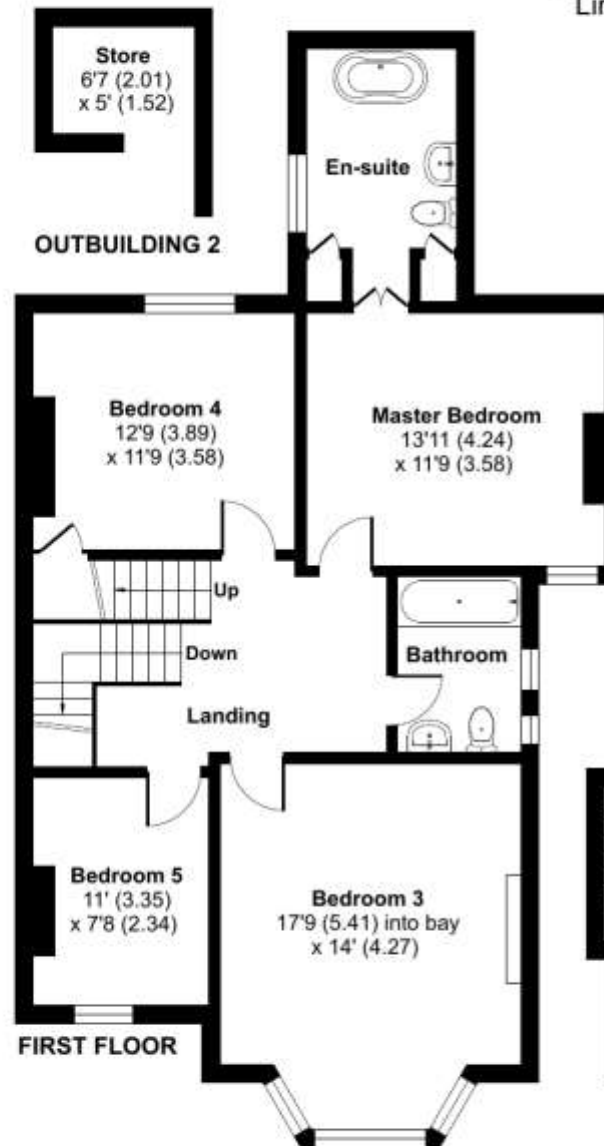 Lin
Store
6'7 (2.01)
x 5' (1.52)
En-suite
OUTBUILDING 2
Bedroom 4
12'9 (3.89)
x 11'9 (3.58)
Master Bedroom
13'11 (4.24)
x 11'9 (3.58)
Up
Down
Bathroom
Landing
Bedroom 5
11' (3.35)
x 7'8 (2.34)
Bedroom 3
17'9 (5.41) into bay
x 14' (4.27)
FIRST FLOOR